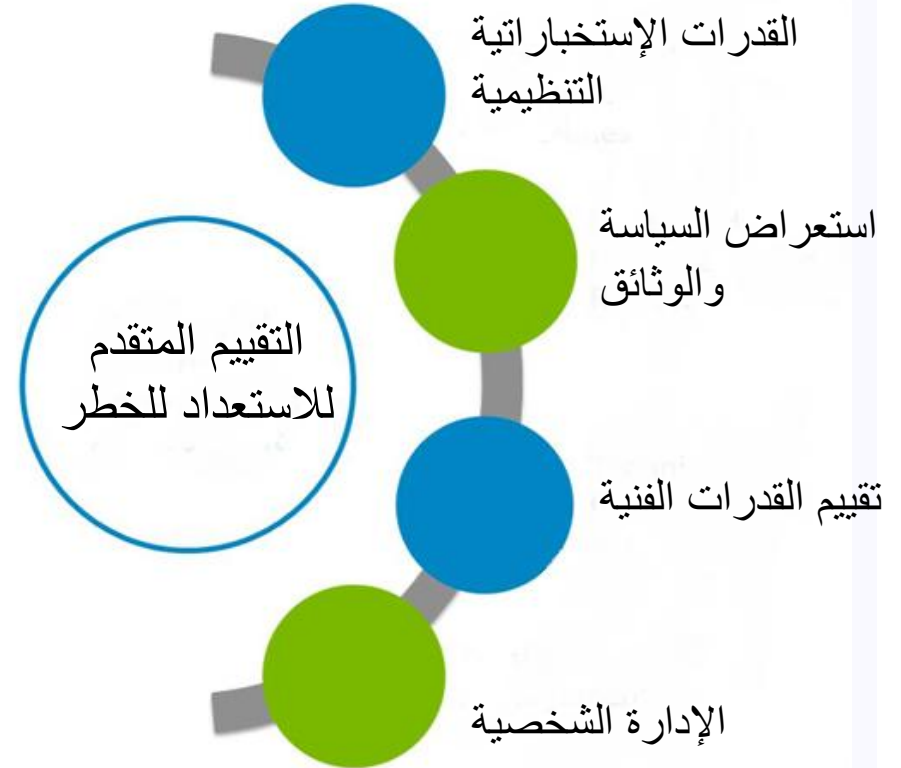 القدرات الإستخباراتية
التنظيمية
استعراض السياسة
والوثائق
التقييم المتقدم
للاستعداد للخطر
تقييم القدرات الفنية
الإدارة الشخصية